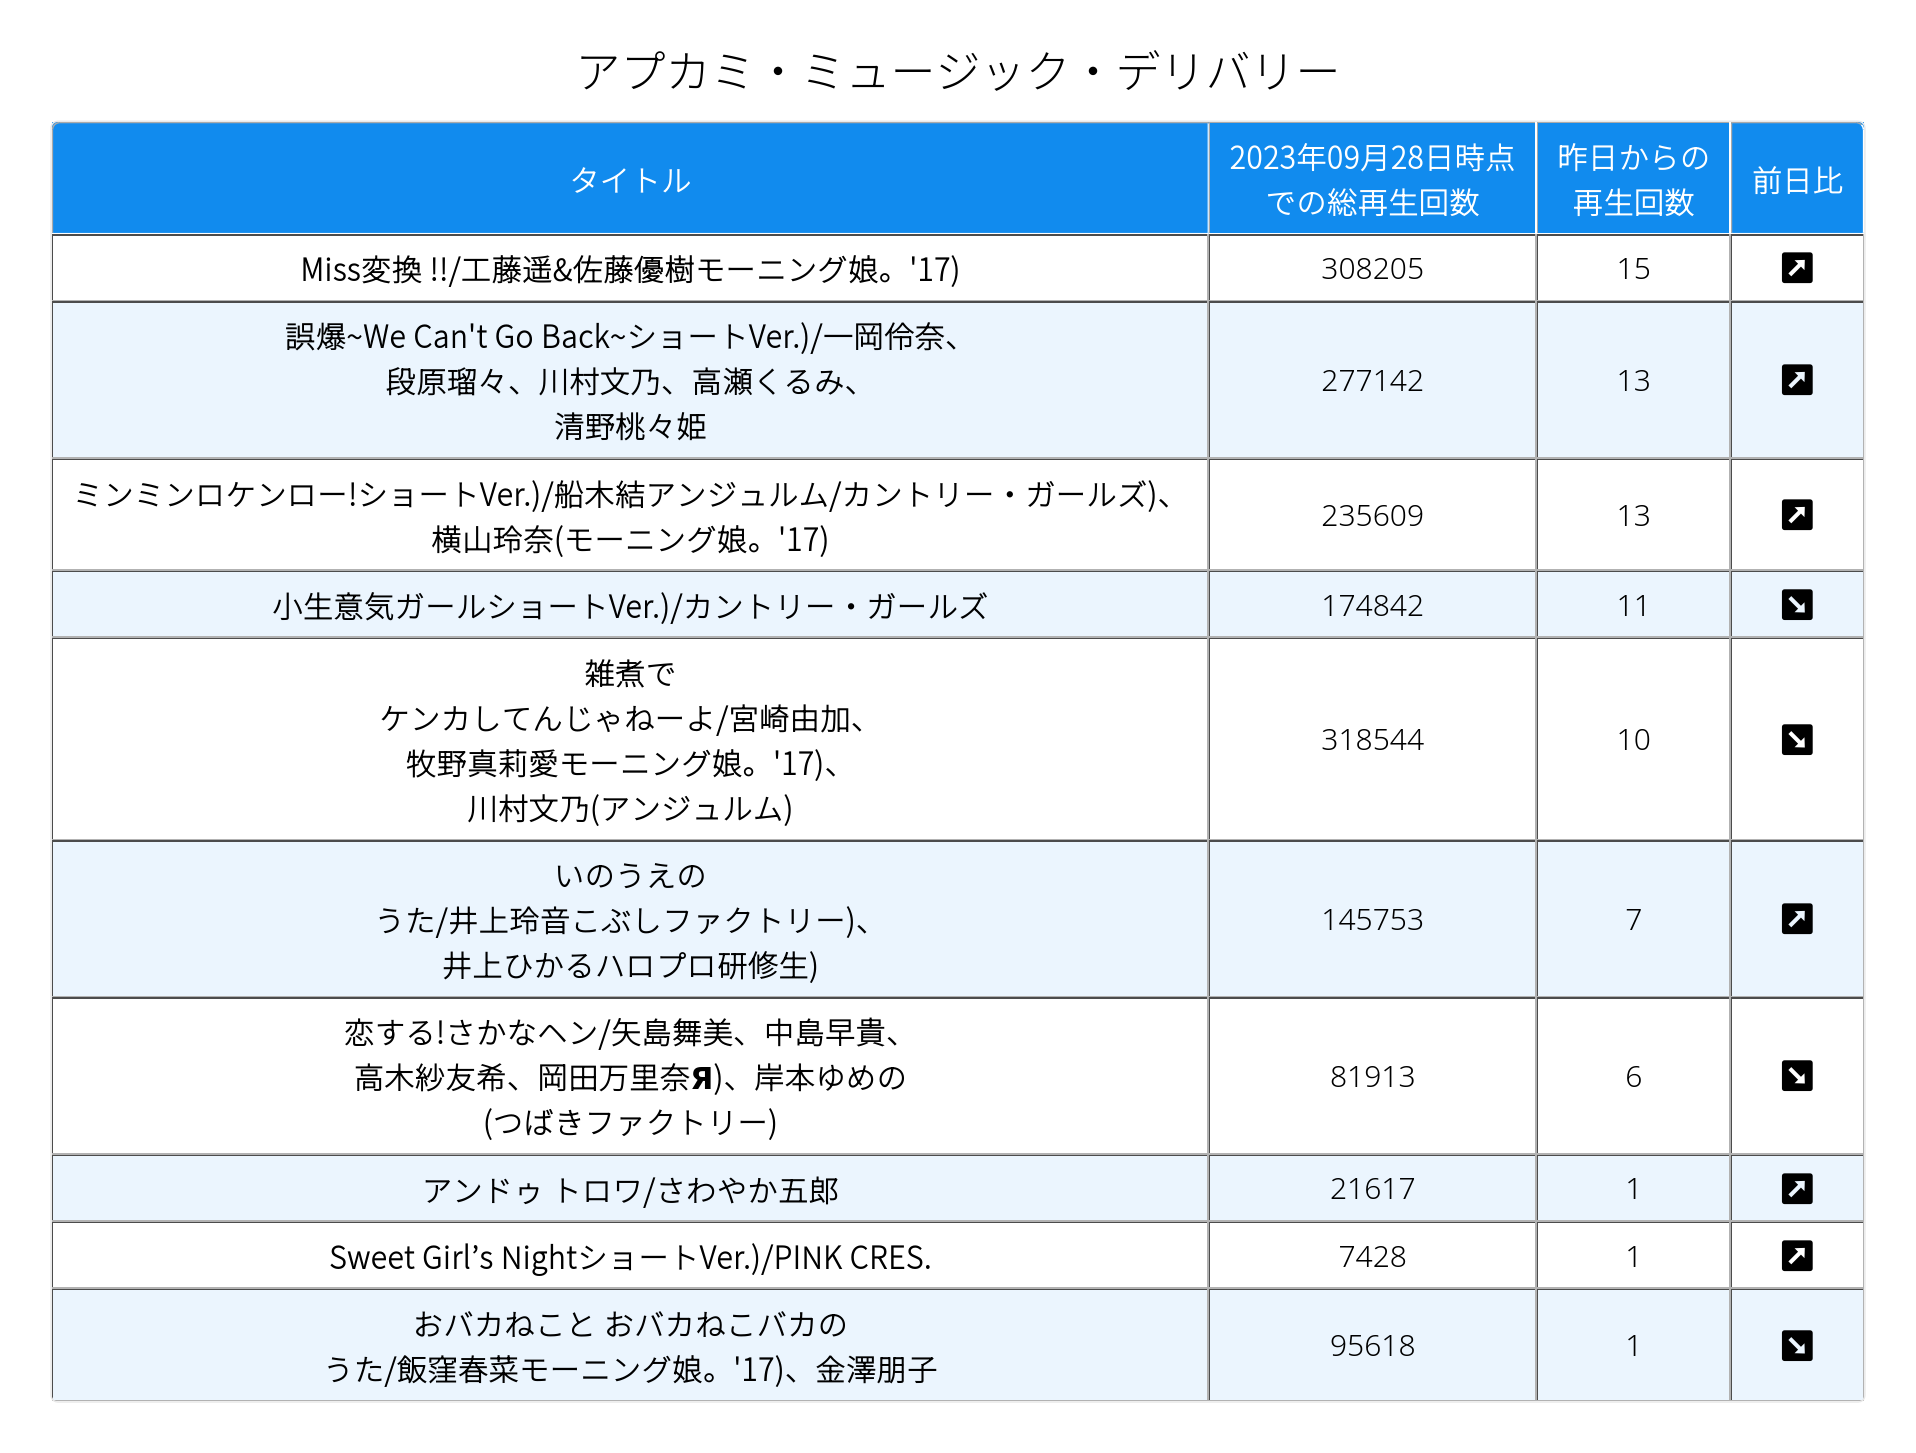 アプカミ・ミュージック・デリバリー
タイトル
2023年09月28日時点
での総再生回数
昨日からの
再生回数
前日比
Miss変換 !!/工藤遥&佐藤優樹モーニング娘。'17)
308205
15
誤爆~We Can't Go Back~ショートVer.)/一岡伶奈、
段原瑠々、川村文乃、高瀬くるみ、
清野桃々姫
277142
13
ミンミンロケンロー!ショートVer.)/船木結アンジュルム/カントリー・ガールズ)、
横山玲奈(モーニング娘。'17)
235609
13
小生意気ガールショートVer.)/カントリー・ガールズ
174842
11
雑煮で
ケンカしてんじゃねーよ/宮崎由加、
牧野真莉愛モーニング娘。'17)、
川村文乃(アンジュルム)
318544
10
いのうえの
うた/井上玲音こぶしファクトリー)、
井上ひかるハロプロ研修生)
145753
7
恋する!さかなヘン/矢島舞美、中島早貴、
高木紗友希、岡田万里奈Я)、岸本ゆめの
(つばきファクトリー)
81913
6
アンドゥ トロワ/さわやか五郎
21617
1
Sweet Girl’s NightショートVer.)/PINK CRES.
7428
1
おバカねこと おバカねこバカの
うた/飯窪春菜モーニング娘。'17)、金澤朋子
95618
1